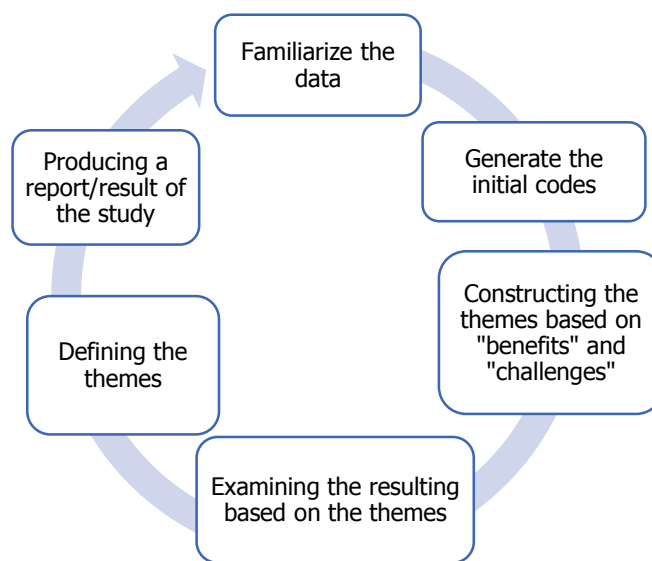 Familiarize the
data
Generate the
initial codes
Constructing the
themes based on
"benefits" and
"challenges"
Examining the resulting
based on the themes
Defining the
themes
Producing a
report/result of
the study